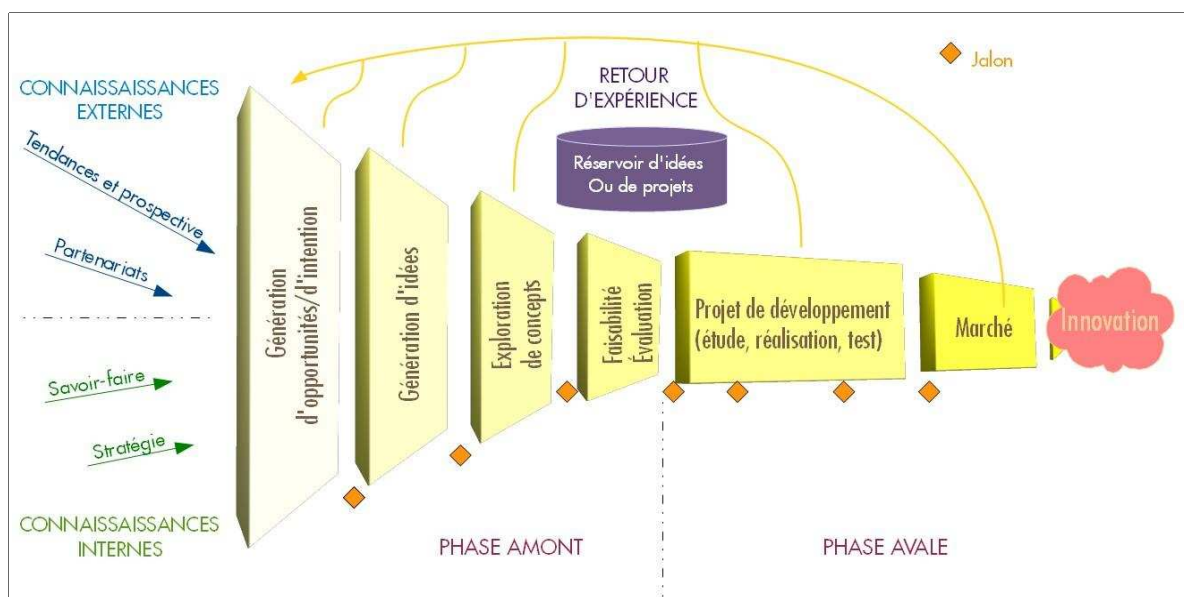 Jalon
CONNAISSAISSANCES
EXTERNES
RETOUR
D'EXPÉRIENCE
Tendances et prospective
Partenariats
Réservoir d'idées
Ou de projets
Savoir-faire
Stratégie
CONNAISSAISSANCES
INTERNES
Génération
d'opportunités/d'intention
Génération d'idées
Exploration
de concepts
Faisabilité
Évaluation
Projet de développement
(étude, réalisation, test)
Marché
Innovation
PHASE AMONT
PHASE AVALE